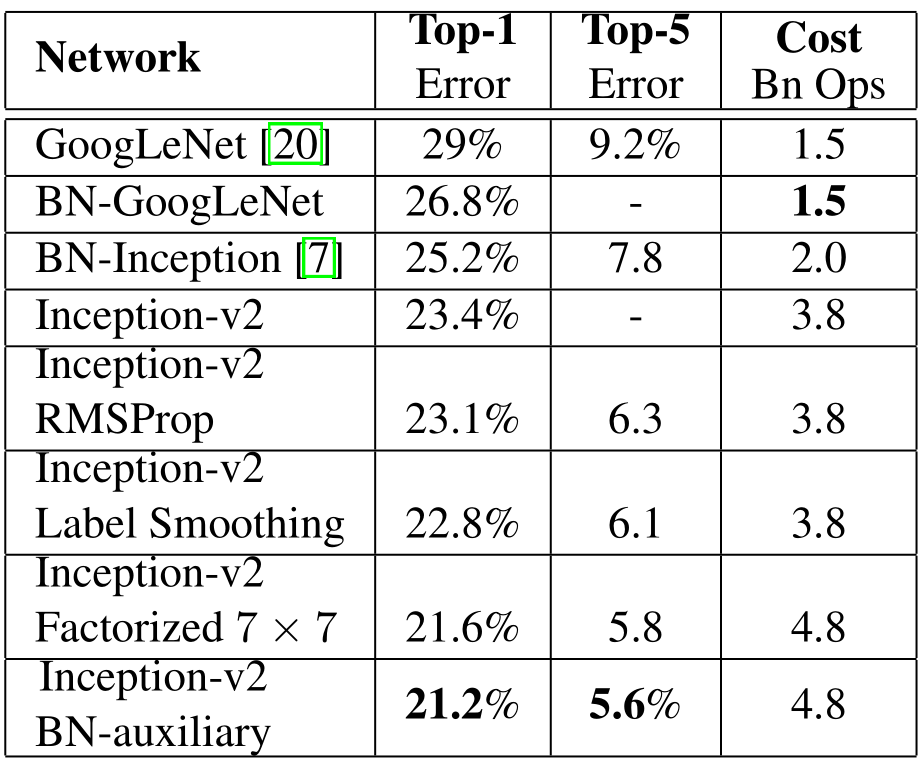 Network Top-1 Error Top-5 Error Cost Bn Ops
GoogLeNet [20] 29% 9.2% 1.5
BN-GoogLeNet 26.8% - 1.5
BN-Inception [7] 25.2% 7.8 2.0
Inception-v2 23.4% - 3.8
Inception-v2
RMSProp 23.1% 6.3 3.8
Inception-v2
Label Smoothing 22.8% 6.1 3.8
Inception-v2
Factorized 7 × 7 21.6% 5.8 4.8
Inception-v2
BN-auxiliary 21.2% 5.6% 4.8